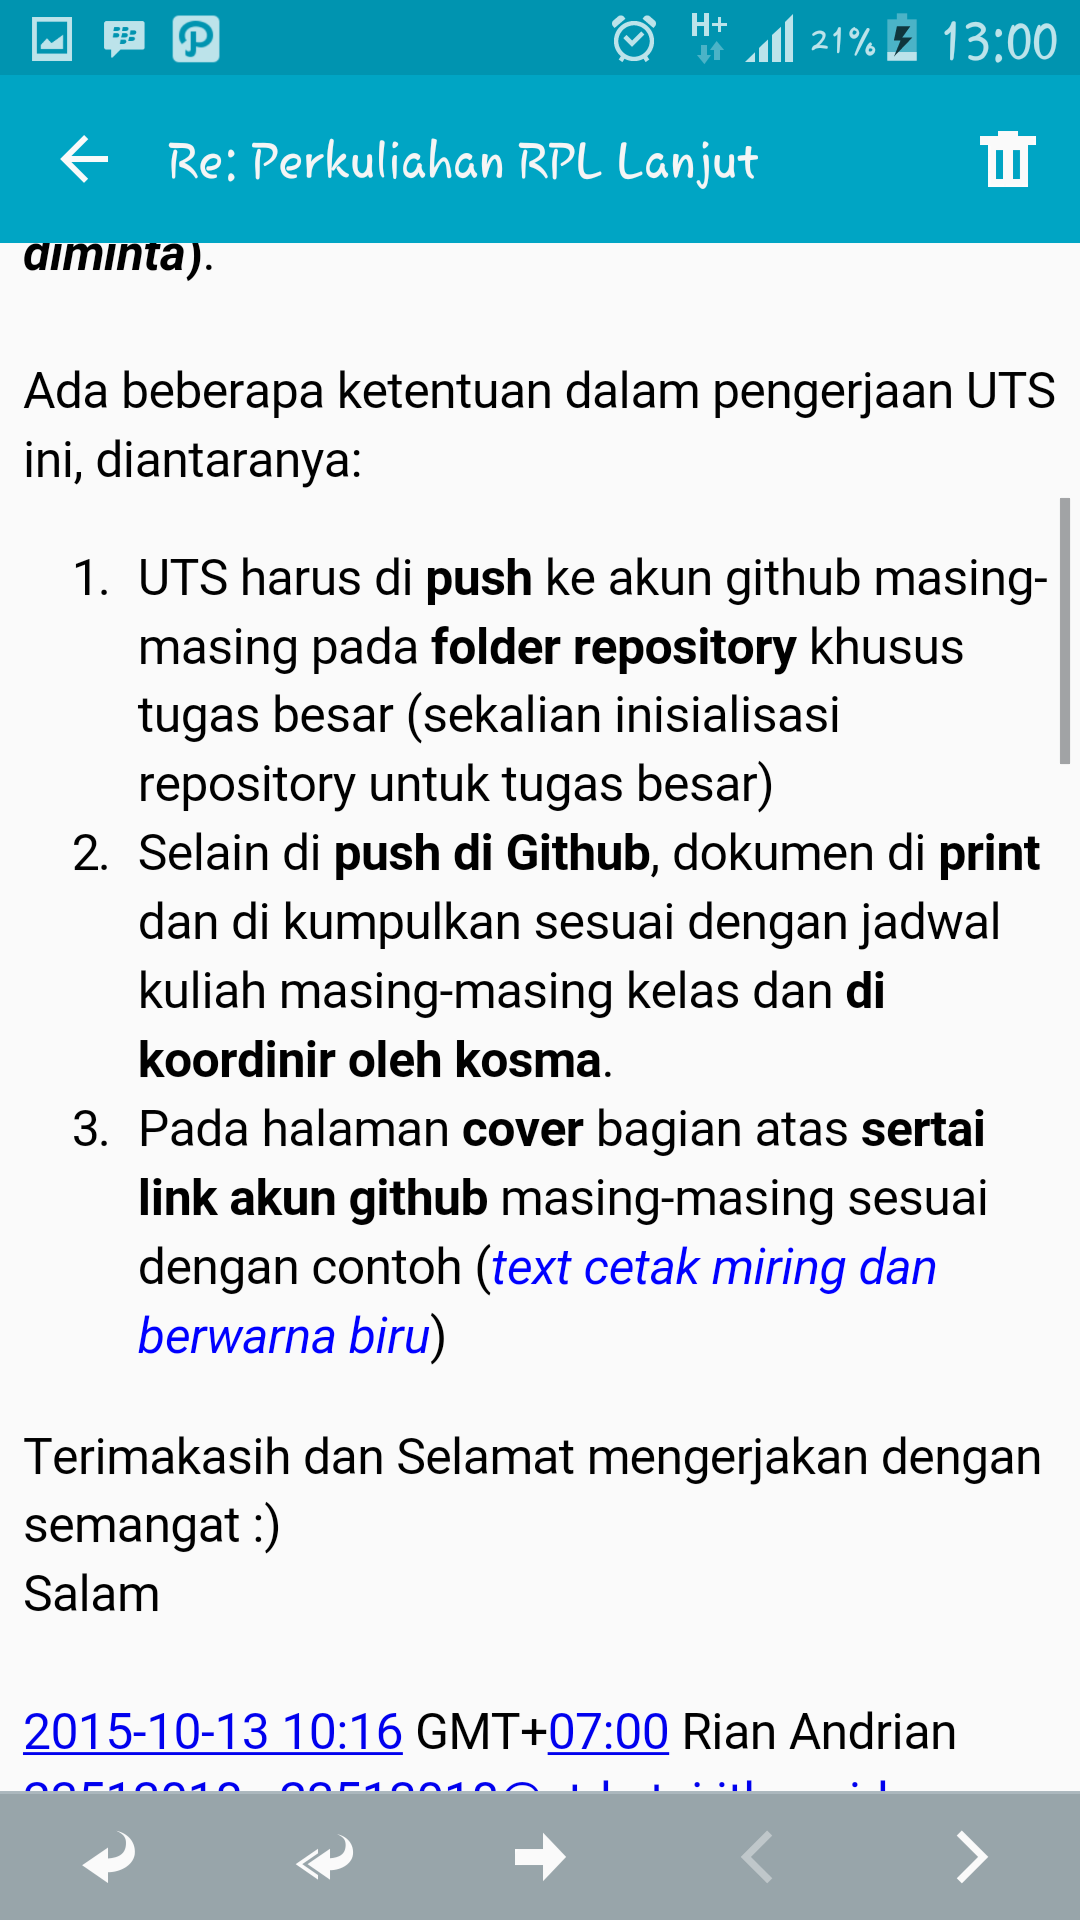 H+
21%
13:00
Re: Perkuliahan RPL Lanjut
diminta).
Ada beberapa ketentuan dalam pengerjaan UTS
ini, diantaranya:
1. UTS harus di push ke akun github masing-
masing pada folder repository khusus
tugas besar (sekalian inisialisasi
repository untuk tugas besar)
2. Selain di push di Github, dokumen di print
dan di kumpulkan sesuai dengan jadwal
kuliah masing-masing kelas dan di
koordinir oleh kosma.
3. Pada halaman cover bagian atas sertai
link akun github masing-masing sesuai
dengan contoh (text cetak miring dan
berwarna biru)
Terimakasih dan Selamat mengerjakan dengan
semangat :)
Salam
2015-10-13 10:16 GMT+07:00 Rian Andrian